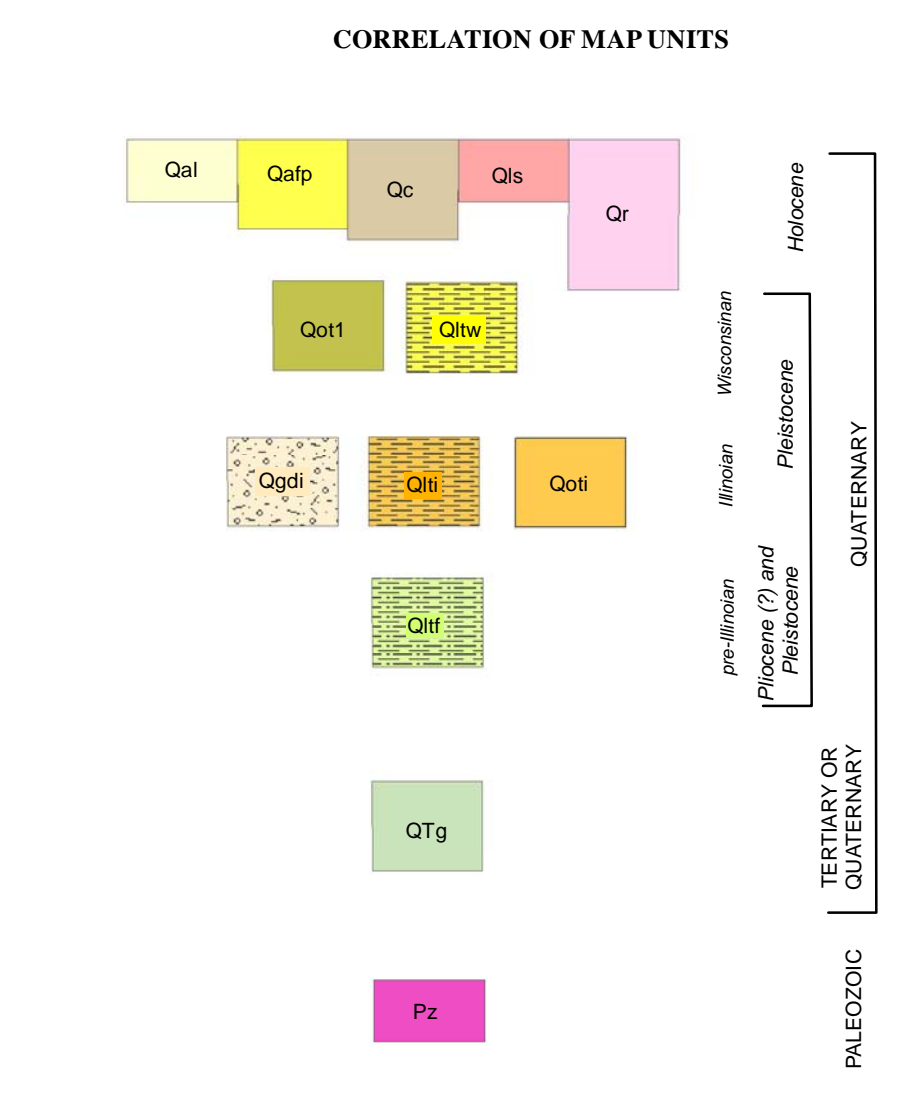 CORRELATION OF MAP UNITS
Qal
Qafp
Qc
Qls
Qr
Holocene
Qot1
Qltw
Wisconsinan
Pleistocene
Qgdi
Qlti
Qoti
Illinoian
QUATERNARY
Qltf
pre-Illinoian
Pliocene (?) and
Pleistocene
QTg
TERTIARY OR
QUATERNARY
Pz
PALEOZOIC